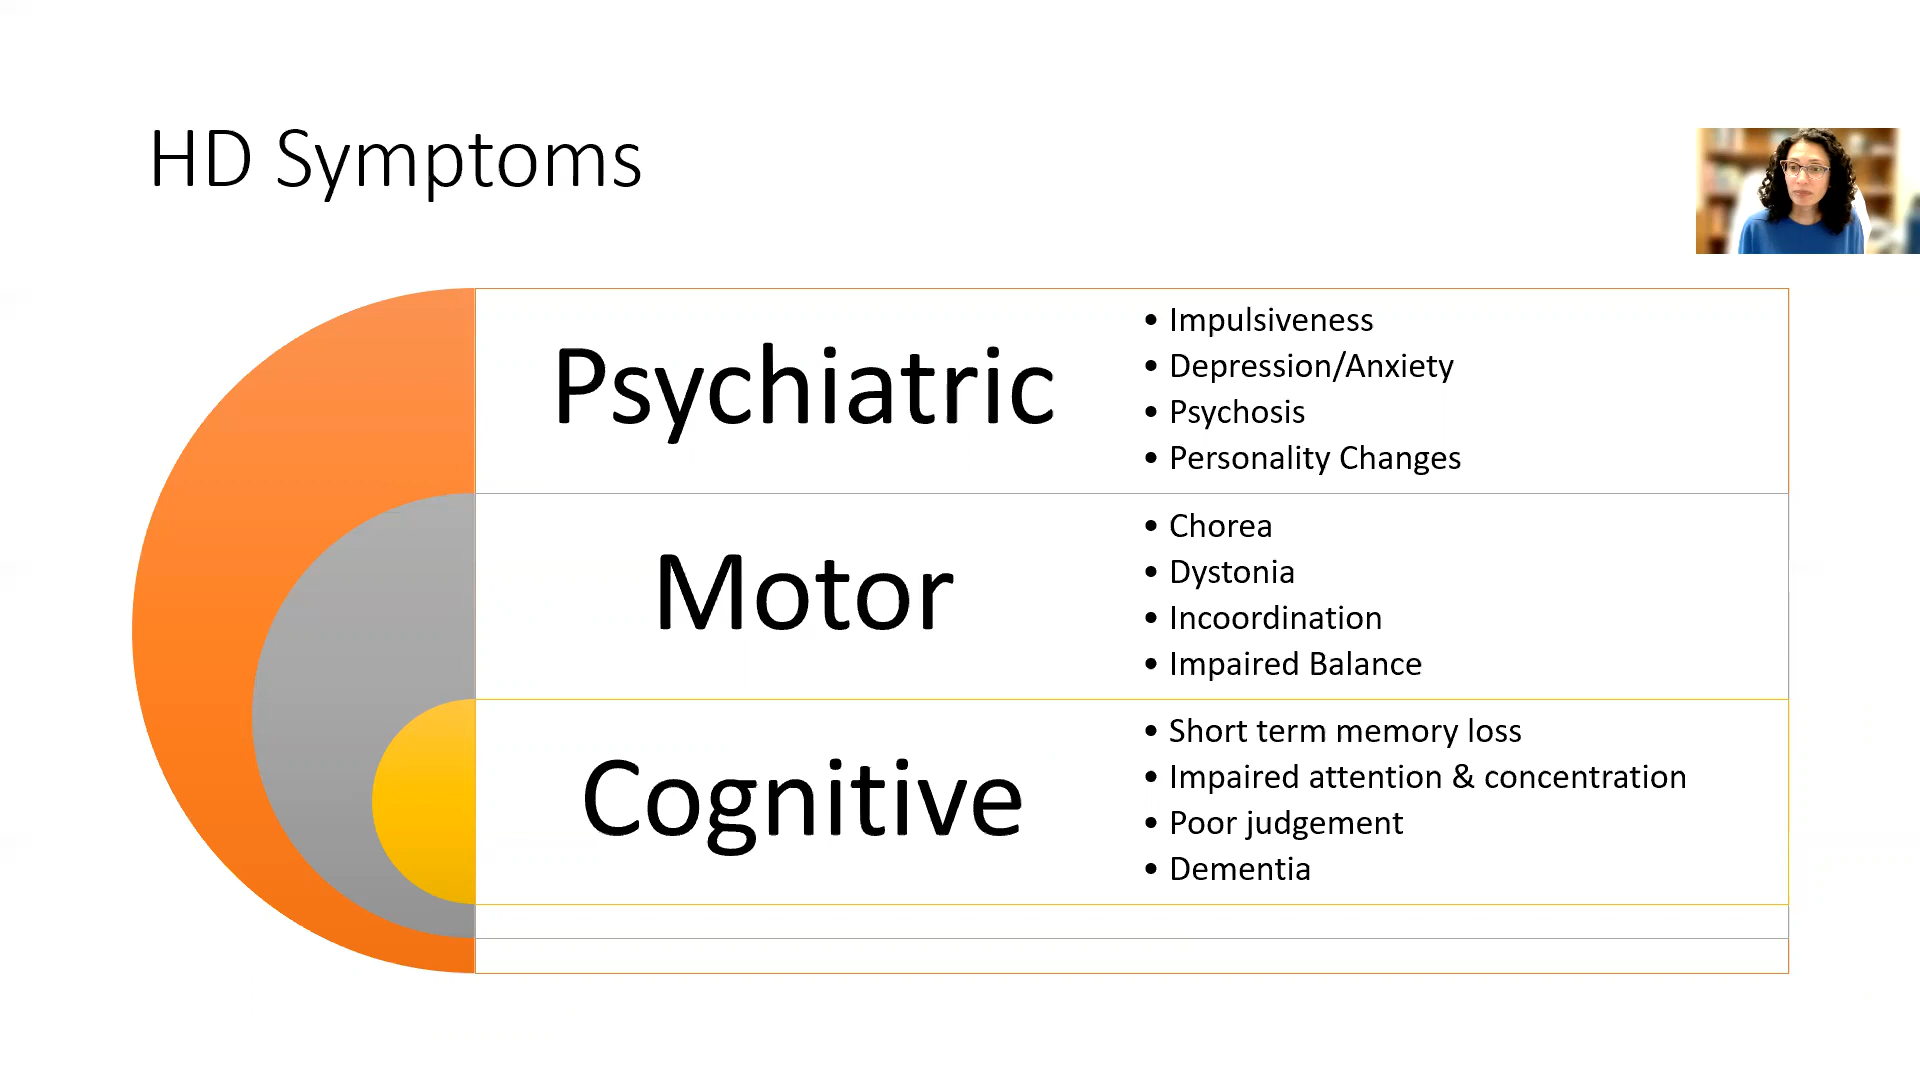 HD Symptoms
Psychiatric
• Impulsiveness
• Depression/Anxiety
• Psychosis
• Personality Changes
Motor
• Chorea
• Dystonia
• Incoordination
• Impaired Balance
Cognitive
• Short term memory loss
• Impaired attention & concentration
• Poor judgement
• Dementia